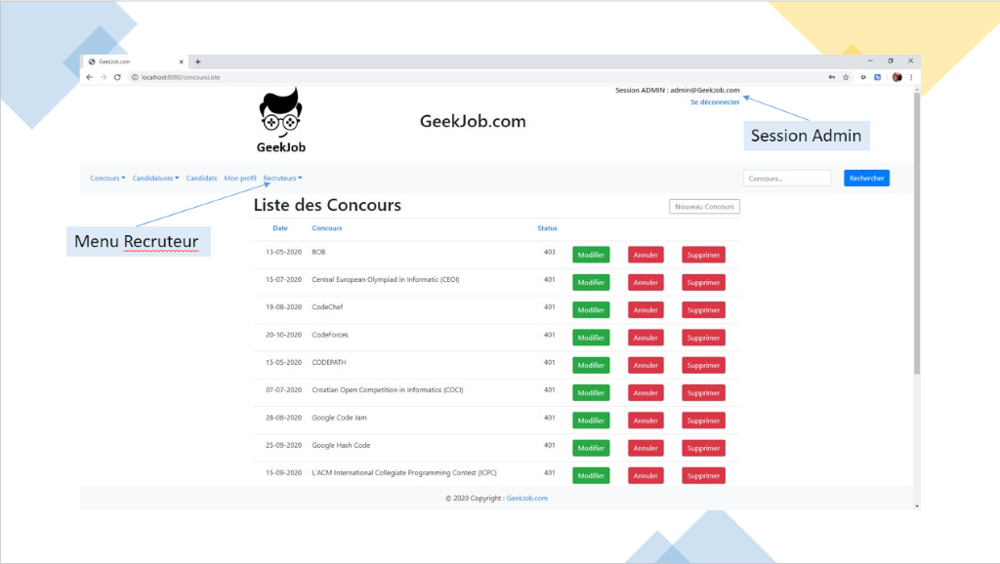 GeekJob.com
localhost:8080/concoursListe
Session ADMIN : admin@GeekJob.com
Se déconnecter
GeekJob
GeekJob.com
Session Admin
Concours Candidatures Candidats Mon profil Recruteurs Concours... Rechercher
Menu Recruteur
Liste des Concours Nouveau Concours
Date Concours Status
13-05-2020 BOB 403 Modifier Annuler Supprimer
15-07-2020 Central European Olympiad in Informatic (CEOI) 401 Modifier Annuler Supprimer
19-08-2020 CodeChef 401 Modifier Annuler Supprimer
20-10-2020 CodeForces 401 Modifier Annuler Supprimer
15-05-2020 CODEPATH 401 Modifier Annuler Supprimer
07-07-2020 Croatian Open Competition in Informatics (COCI) 401 Modifier Annuler Supprimer
28-08-2020 Google Code Jam 401 Modifier Annuler Supprimer
25-09-2020 Google Hash Code 401 Modifier Annuler Supprimer
15-09-2020 L'ACM International Collegiate Programming Contest (ICPC) 401 Modifier Annuler Supprimer
© 2020 Copyright : GeekJob.com